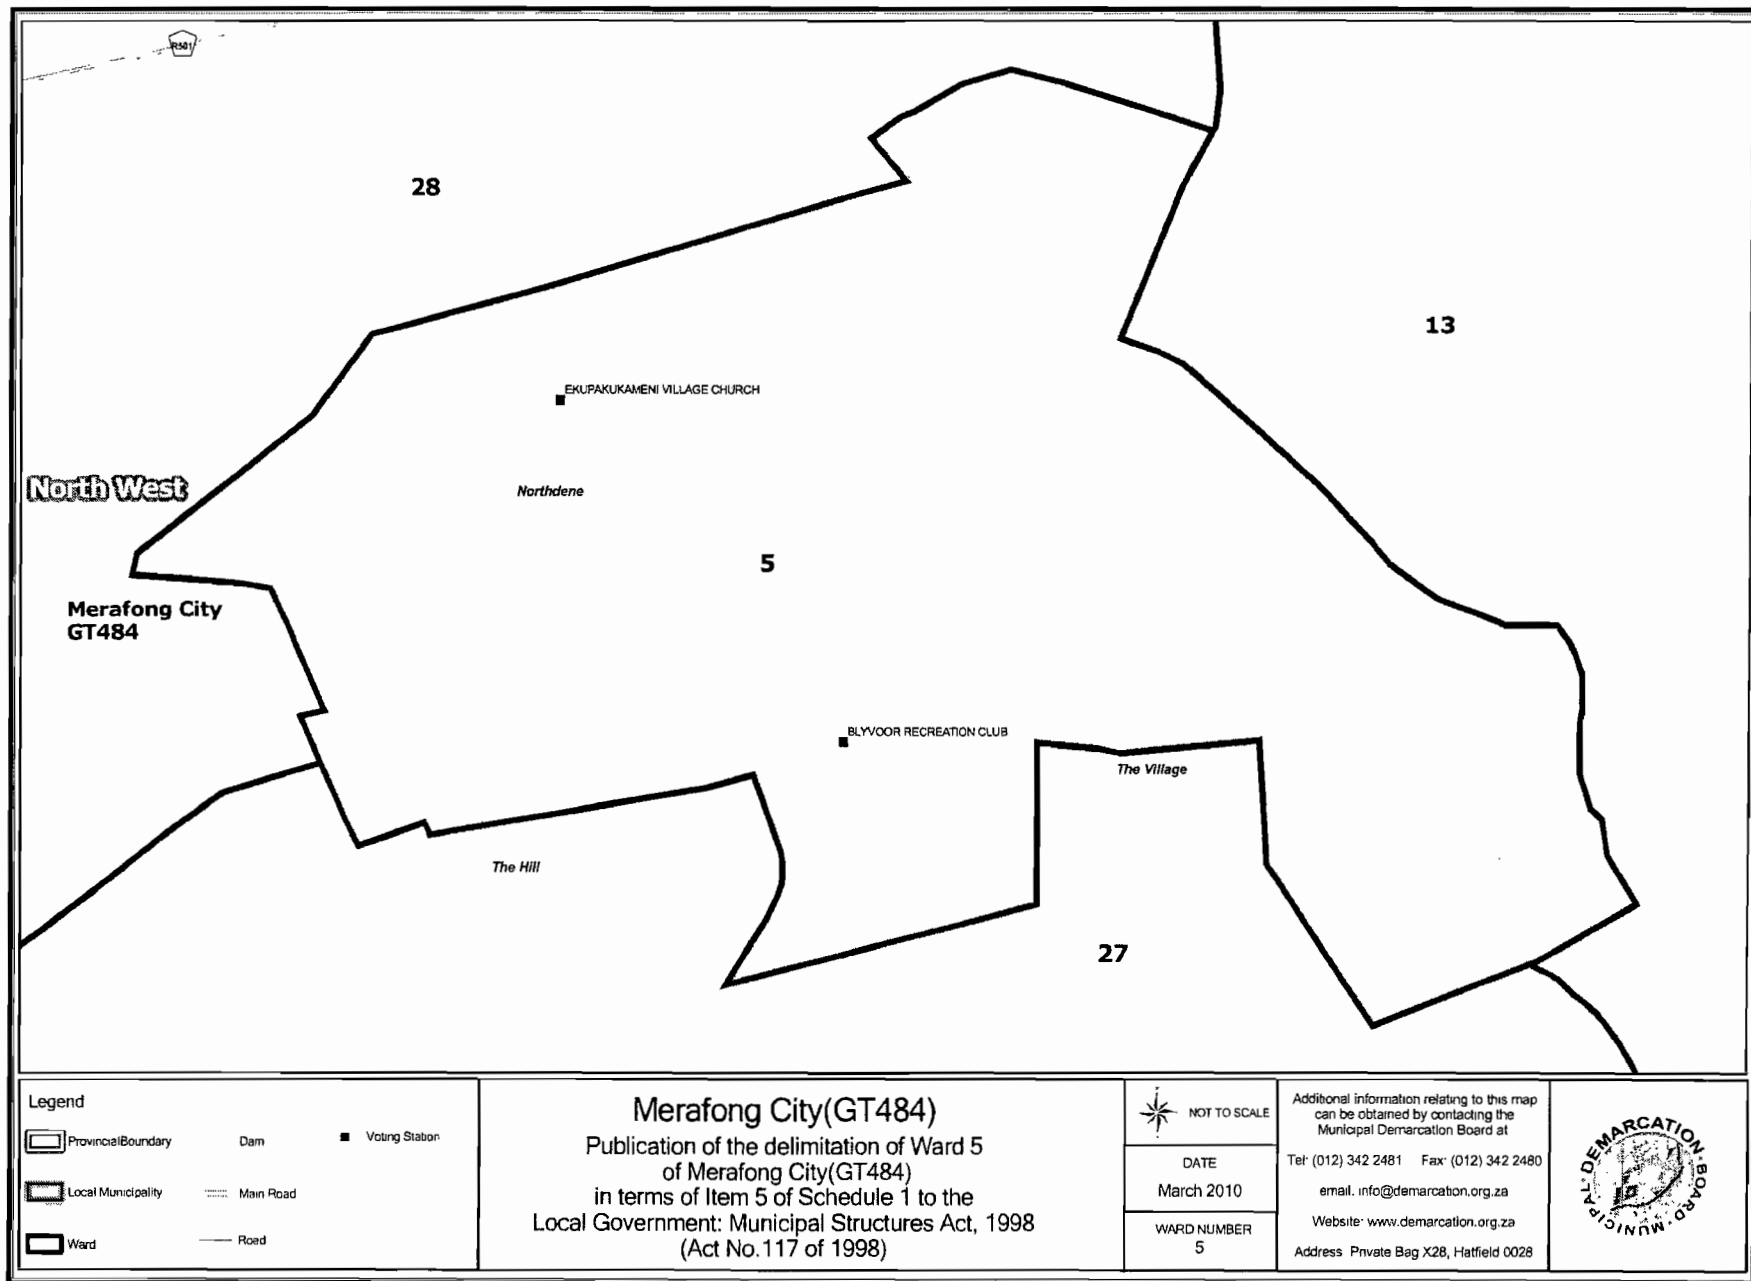 R501
28
13
EKUPAKUKAMENI VILLAGE CHURCH
North West
Northdene
5
Merafong City
GT484
BLYVOOR RECREATION CLUB
The Village
The Hill
27
Legend
ProvincialBoundary
Dam
Voting Station
Local Municipality
Main Road
Ward
Road
Merafong City(GT484)
Publication of the delimitation of Ward 5
of Merafong City(GT484)
in terms of Item 5 of Schedule 1 to the
Local Government: Municipal Structures Act, 1998
(Act No.117 of 1998)
NOT TO SCALE
DATE
March 2010
WARD NUMBER
5
Additional information relating to this map
can be obtained by contacting the
Municipal Demarcation Board at
Tel: (012) 342 2481 Fax: (012) 342 2480
email. info@demarcation.org.za
Website: www.demarcation.org.za
Address Private Bag X28, Hatfield 0028
MUNICIPAL · DEMARCATION · BOARD